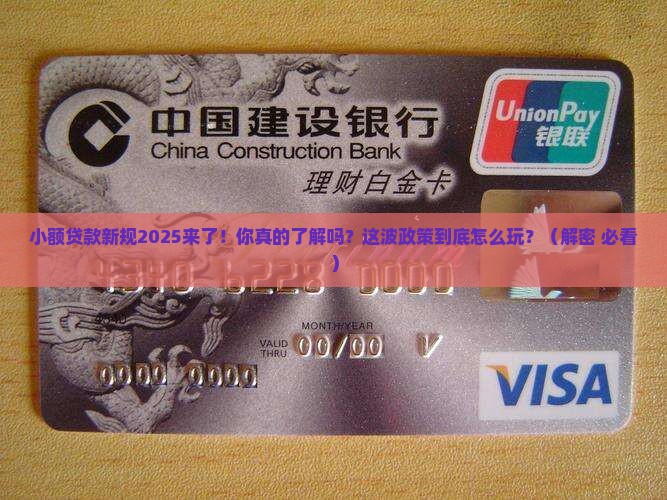 中国建设银行
China Construction Bank
理财白金卡
UnionPay
银联
小额贷款新规2025来了！你真的了解吗？这波政策到底怎么玩？（解密 必看
）
6228 0000
MONTH/YEAR
VALID
THRU
00/00 V
0000 0000
VISA